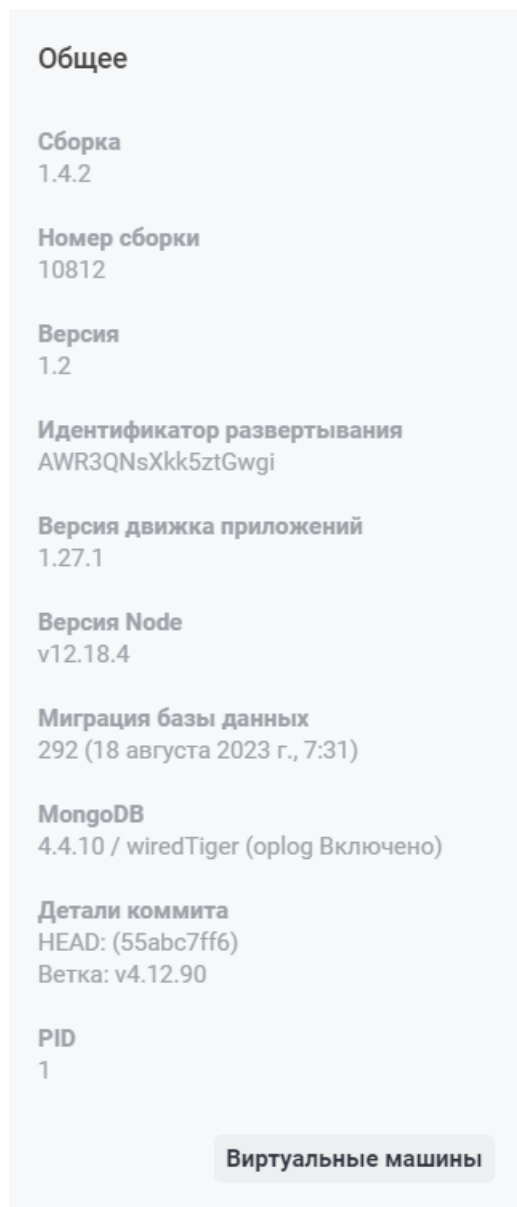 Общее
Сборка
1.4.2
Номер сборки
10812
Версия
1.2
Идентификатор развертывания
AWR3QNsXkk5ztGwgi
Версия движка приложений
1.27.1
Версия Node
v12.18.4
Миграция базы данных
292 (18 августа 2023 г., 7:31)
MongoDB
4.4.10 / wiredTiger (oplog Включено)
Детали коммита
HEAD: (55abc7ff6)
Ветка: v4.12.90
PID
1
Виртуальные машины